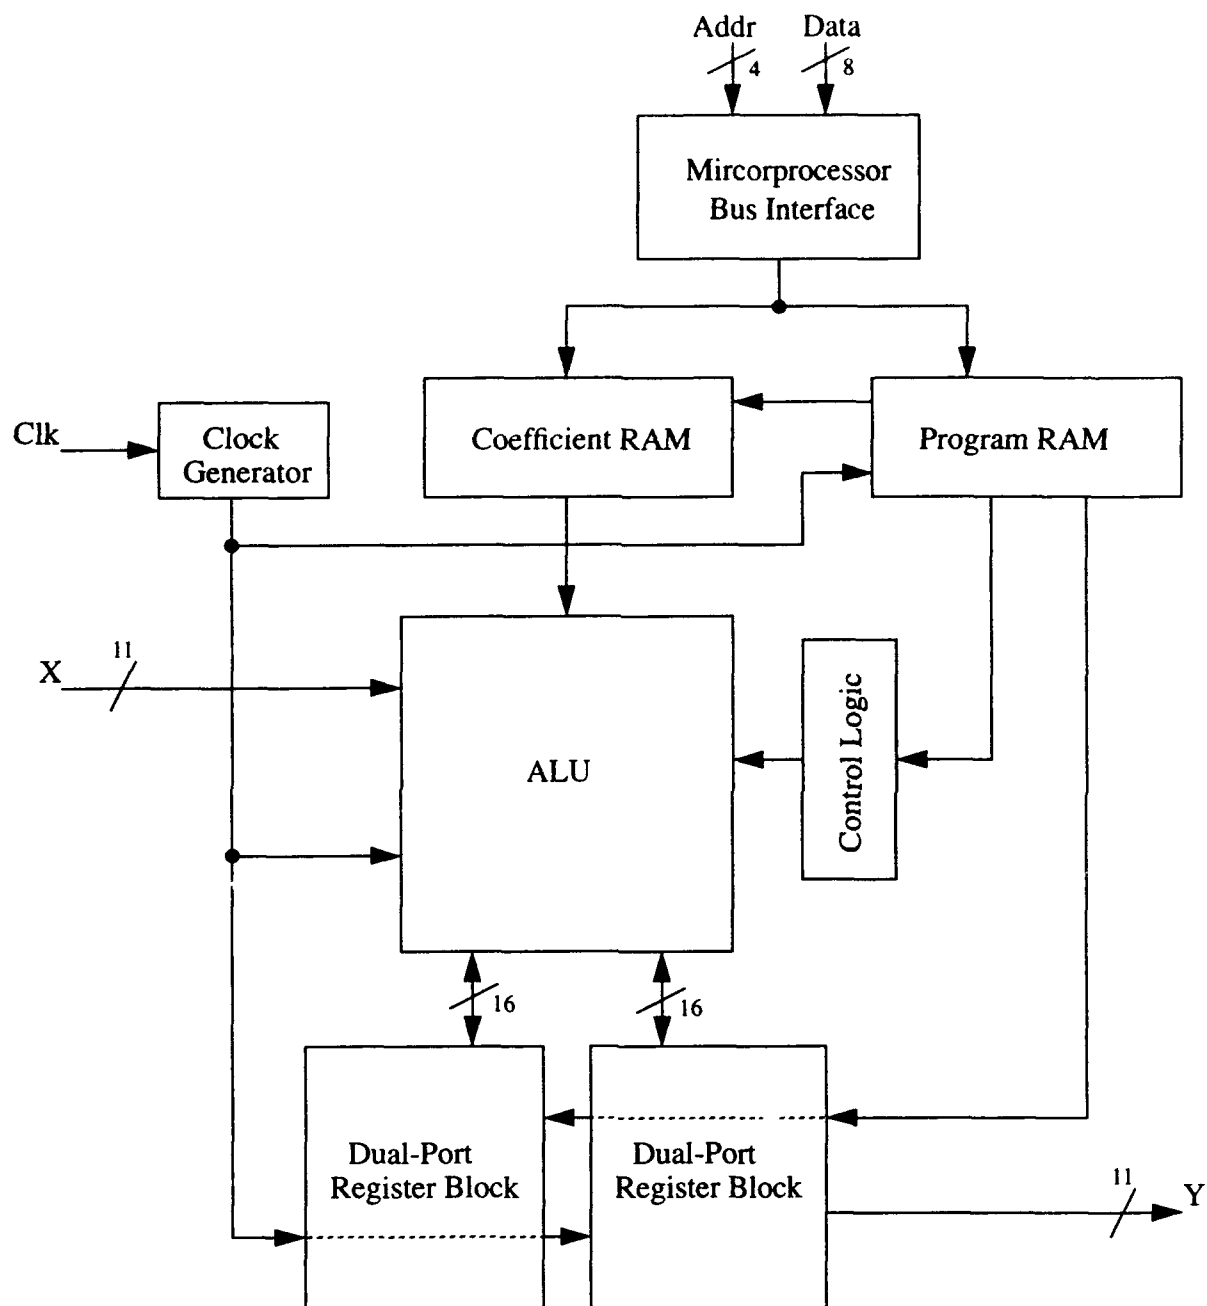 Addr Data
4 8
Mircorprocessor
Bus Interface
Clk
Clock
Generator
Coefficient RAM
Program RAM
11
X
ALU
Control Logic
16 16
Dual-Port
Register Block
Dual-Port
Register Block
11
Y